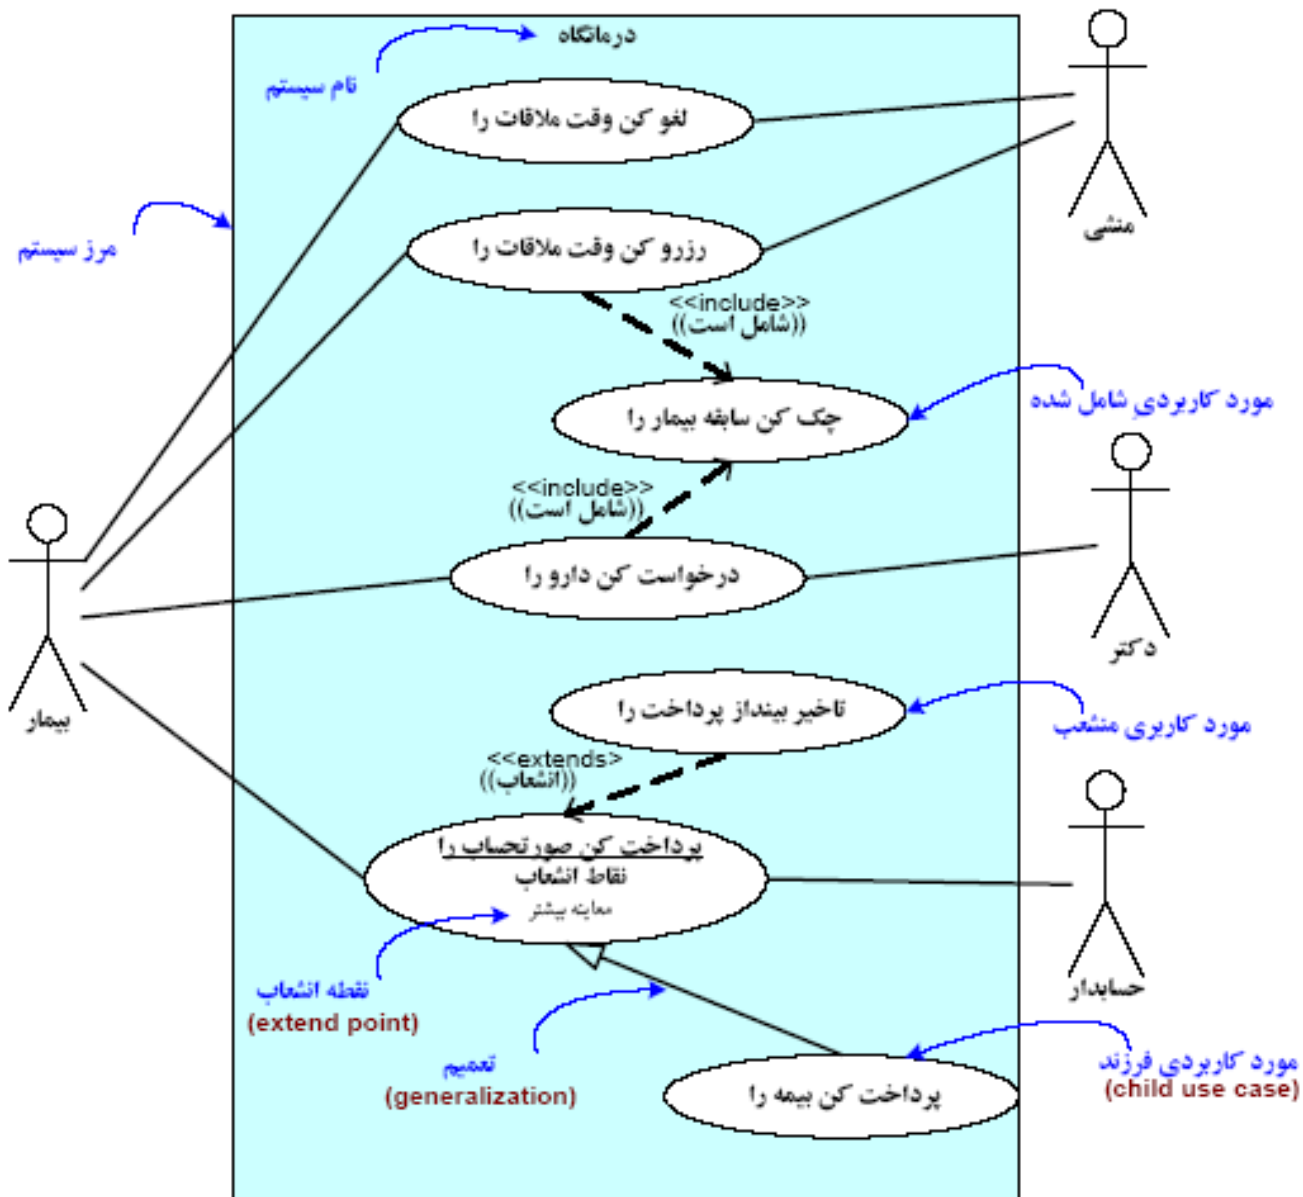 درمانگاه
نام سیستم
لغو کن وقت ملاقات را
منشی
مرز سیستم
رزرو کن وقت ملاقات را
<<include>>
((شامل است))
مورد کاربردیِ شامل شده
چک کن سابقه بیمار را
<<include>>
((شامل است))
درخواست کن دارو را
دکتر
بیمار
تاخیر بینداز پرداخت را
مورد کاربری منشعب
<<extends>
((انشعاب))
پرداخت کن صورتحساب را
نقاط انشعاب
معاینه بیشتر
حسابدار
نقطه انشعاب
(extend point)
تعمیم
(generalization)
مورد کاربردی فرزند
(child use case)
پرداخت کن بیمه را